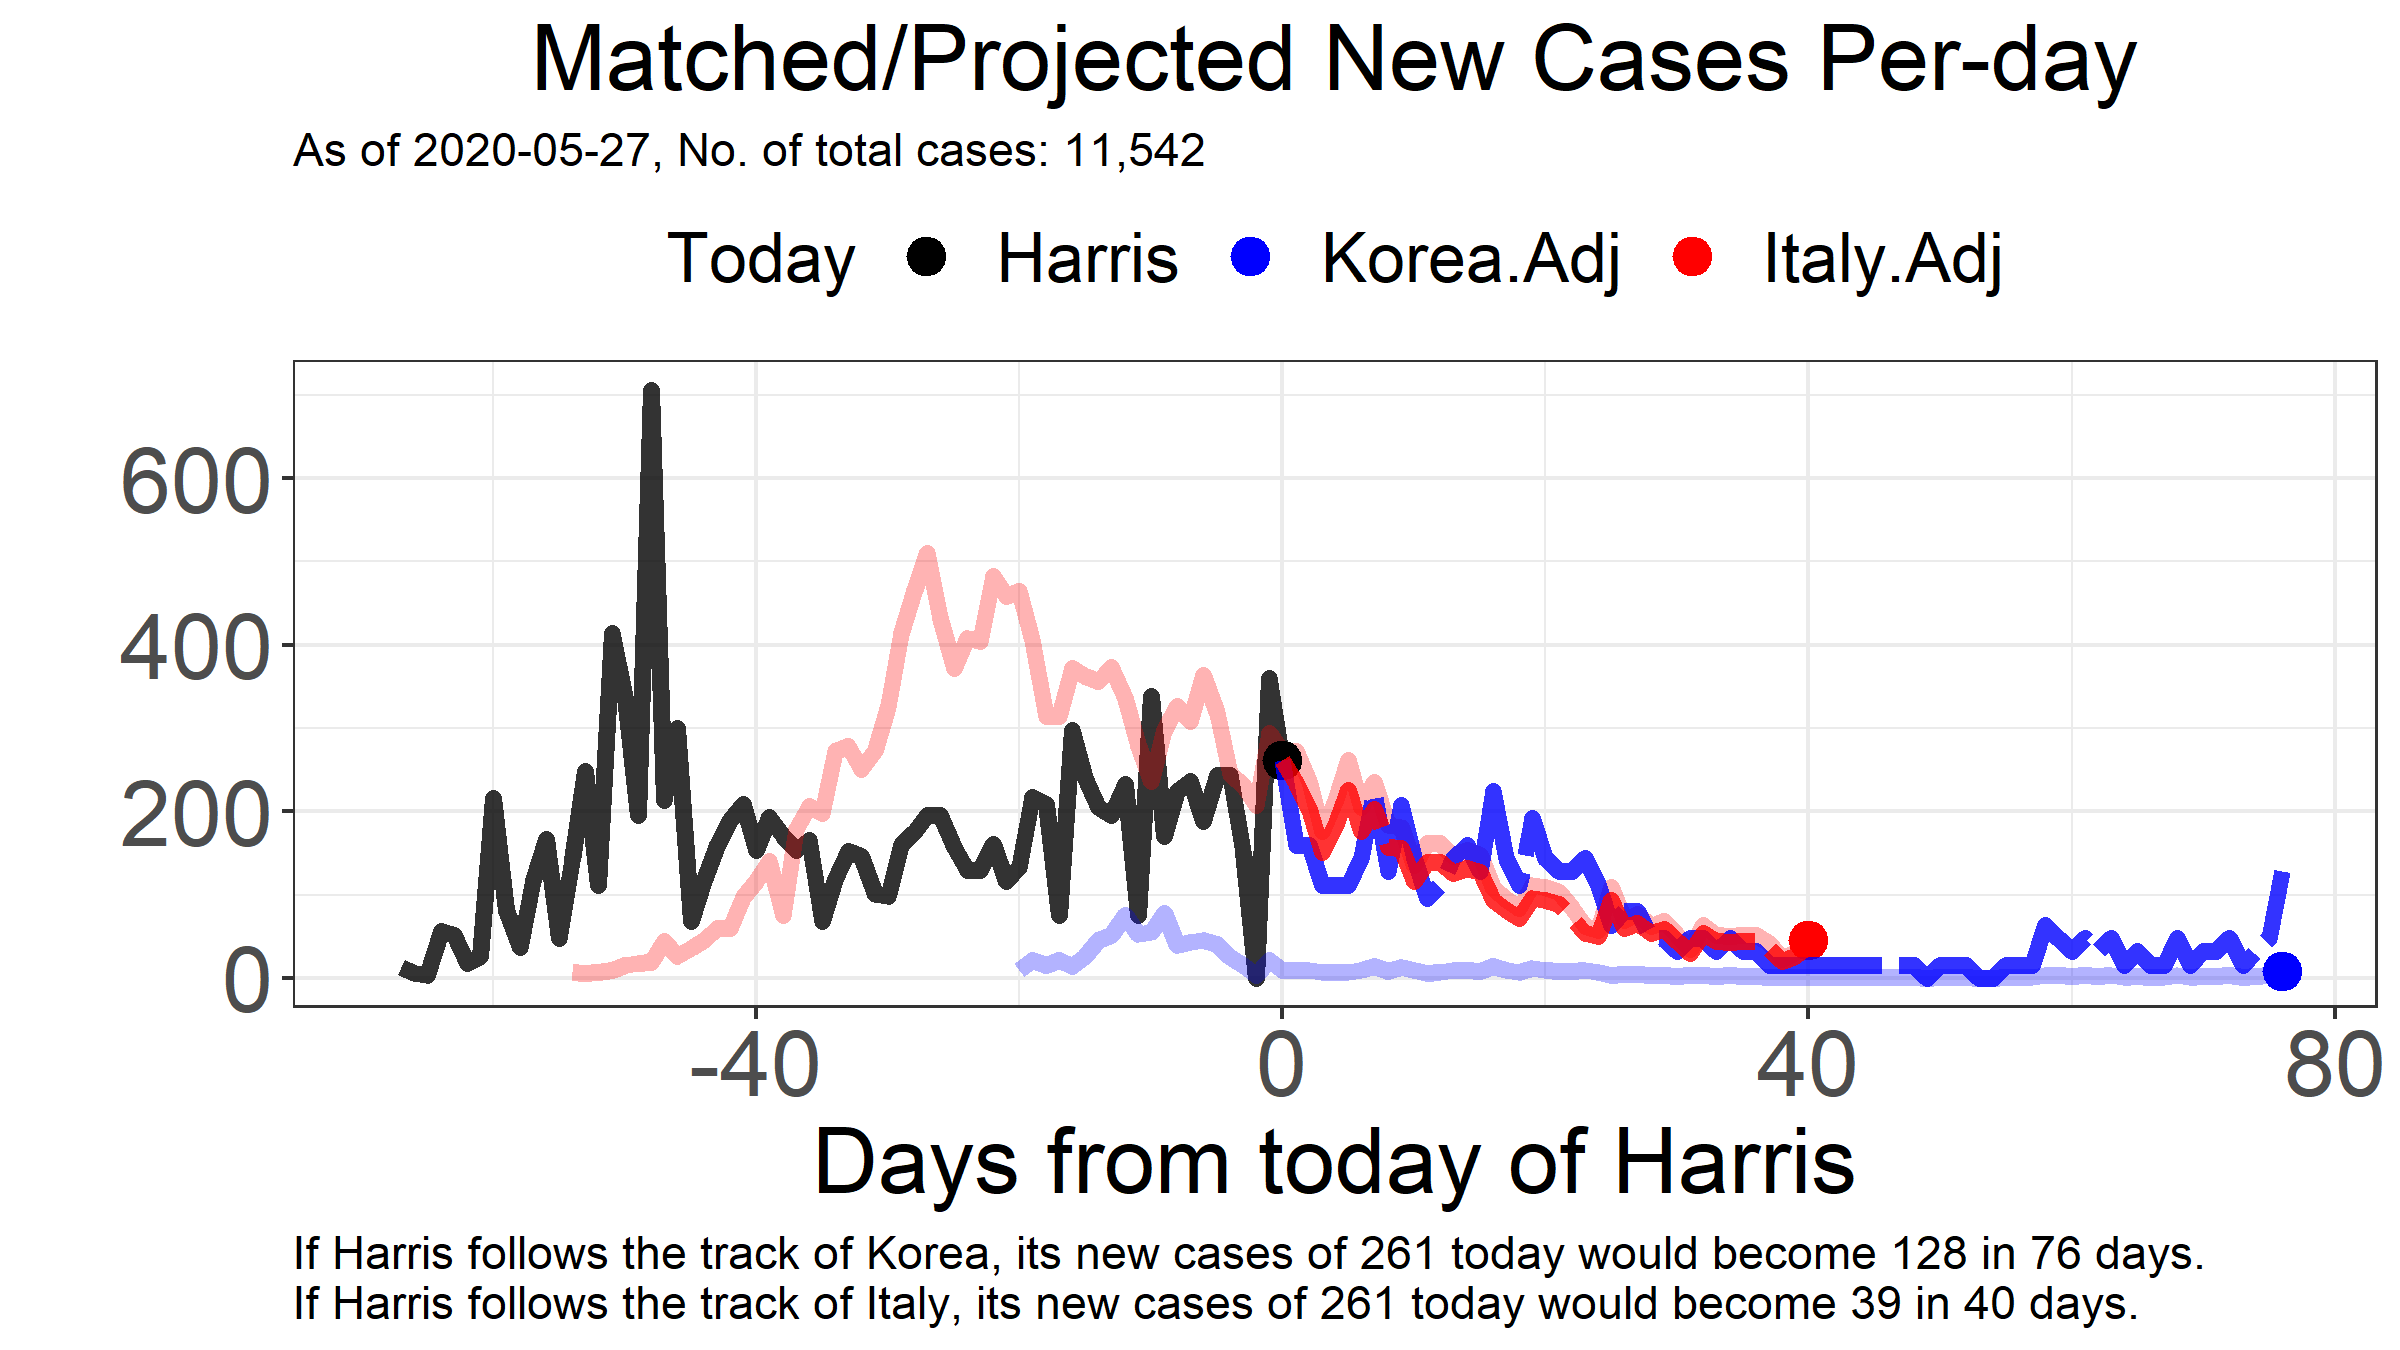 Matched/Projected New Cases Per-day
As of 2020-05-27, No. of total cases: 11,542
Today Harris Korea.Adj Italy.Adj
600
400
200
0
-40 0 40 80
Days from today of Harris
If Harris follows the track of Korea, its new cases of 261 today would become 128 in 76 days.
If Harris follows the track of Italy, its new cases of 261 today would become 39 in 40 days.